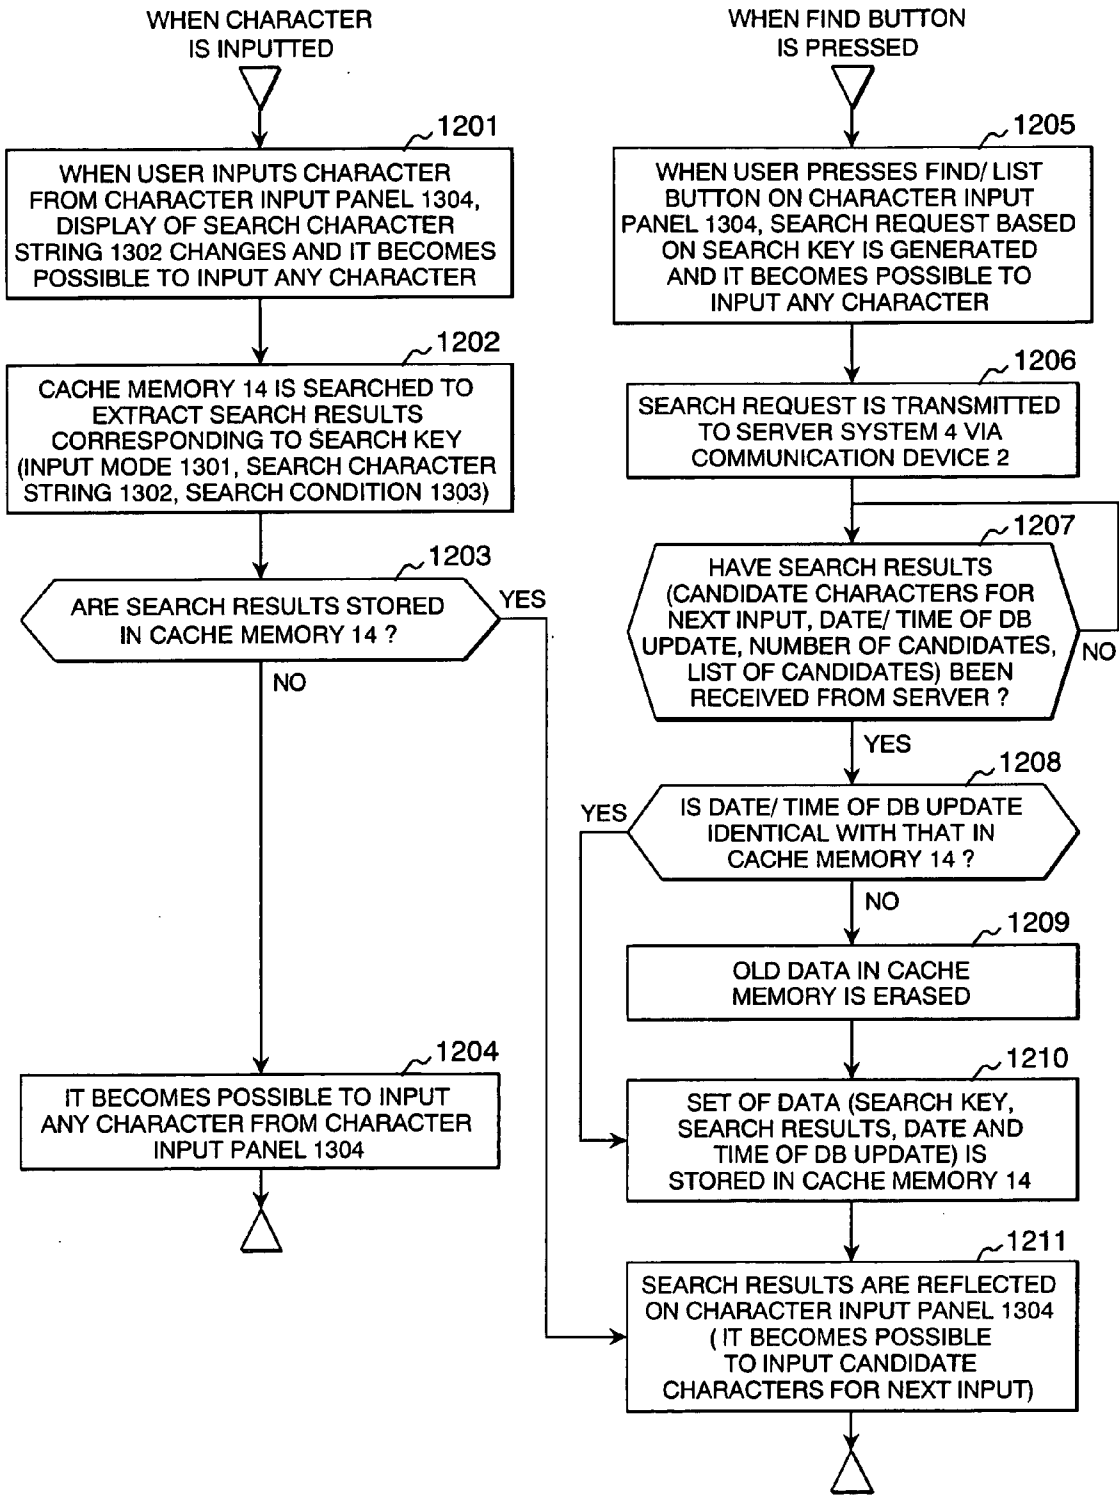 WHEN CHARACTER
IS INPUTTED
1201
WHEN USER INPUTS CHARACTER
FROM CHARACTER INPUT PANEL 1304,
DISPLAY OF SEARCH CHARACTER
STRING 1302 CHANGES AND IT BECOMES
POSSIBLE TO INPUT ANY CHARACTER
1202
CACHE MEMORY 14 IS SEARCHED TO
EXTRACT SEARCH RESULTS
CORRESPONDING TO SEARCH KEY
(INPUT MODE 1301, SEARCH CHARACTER
STRING 1302, SEARCH CONDITION 1303)
1203
ARE SEARCH RESULTS STORED
IN CACHE MEMORY 14 ?
YES
NO
1204
IT BECOMES POSSIBLE TO INPUT
ANY CHARACTER FROM CHARACTER
INPUT PANEL 1304
WHEN FIND BUTTON
IS PRESSED
1205
WHEN USER PRESSES FIND/ LIST
BUTTON ON CHARACTER INPUT
PANEL 1304, SEARCH REQUEST BASED
ON SEARCH KEY IS GENERATED
AND IT BECOMES POSSIBLE TO
INPUT ANY CHARACTER
1206
SEARCH REQUEST IS TRANSMITTED
TO SERVER SYSTEM 4 VIA
COMMUNICATION DEVICE 2
1207
HAVE SEARCH RESULTS
(CANDIDATE CHARACTERS FOR
NEXT INPUT, DATE/ TIME OF DB
UPDATE, NUMBER OF CANDIDATES,
LIST OF CANDIDATES) BEEN
RECEIVED FROM SERVER ?
NO
YES
1208
IS DATE/ TIME OF DB UPDATE
IDENTICAL WITH THAT IN
CACHE MEMORY 14 ?
YES
NO
1209
OLD DATA IN CACHE
MEMORY IS ERASED
1210
SET OF DATA (SEARCH KEY,
SEARCH RESULTS, DATE AND
TIME OF DB UPDATE) IS
STORED IN CACHE MEMORY 14
1211
SEARCH RESULTS ARE REFLECTED
ON CHARACTER INPUT PANEL 1304
( IT BECOMES POSSIBLE
TO INPUT CANDIDATE
CHARACTERS FOR NEXT INPUT)